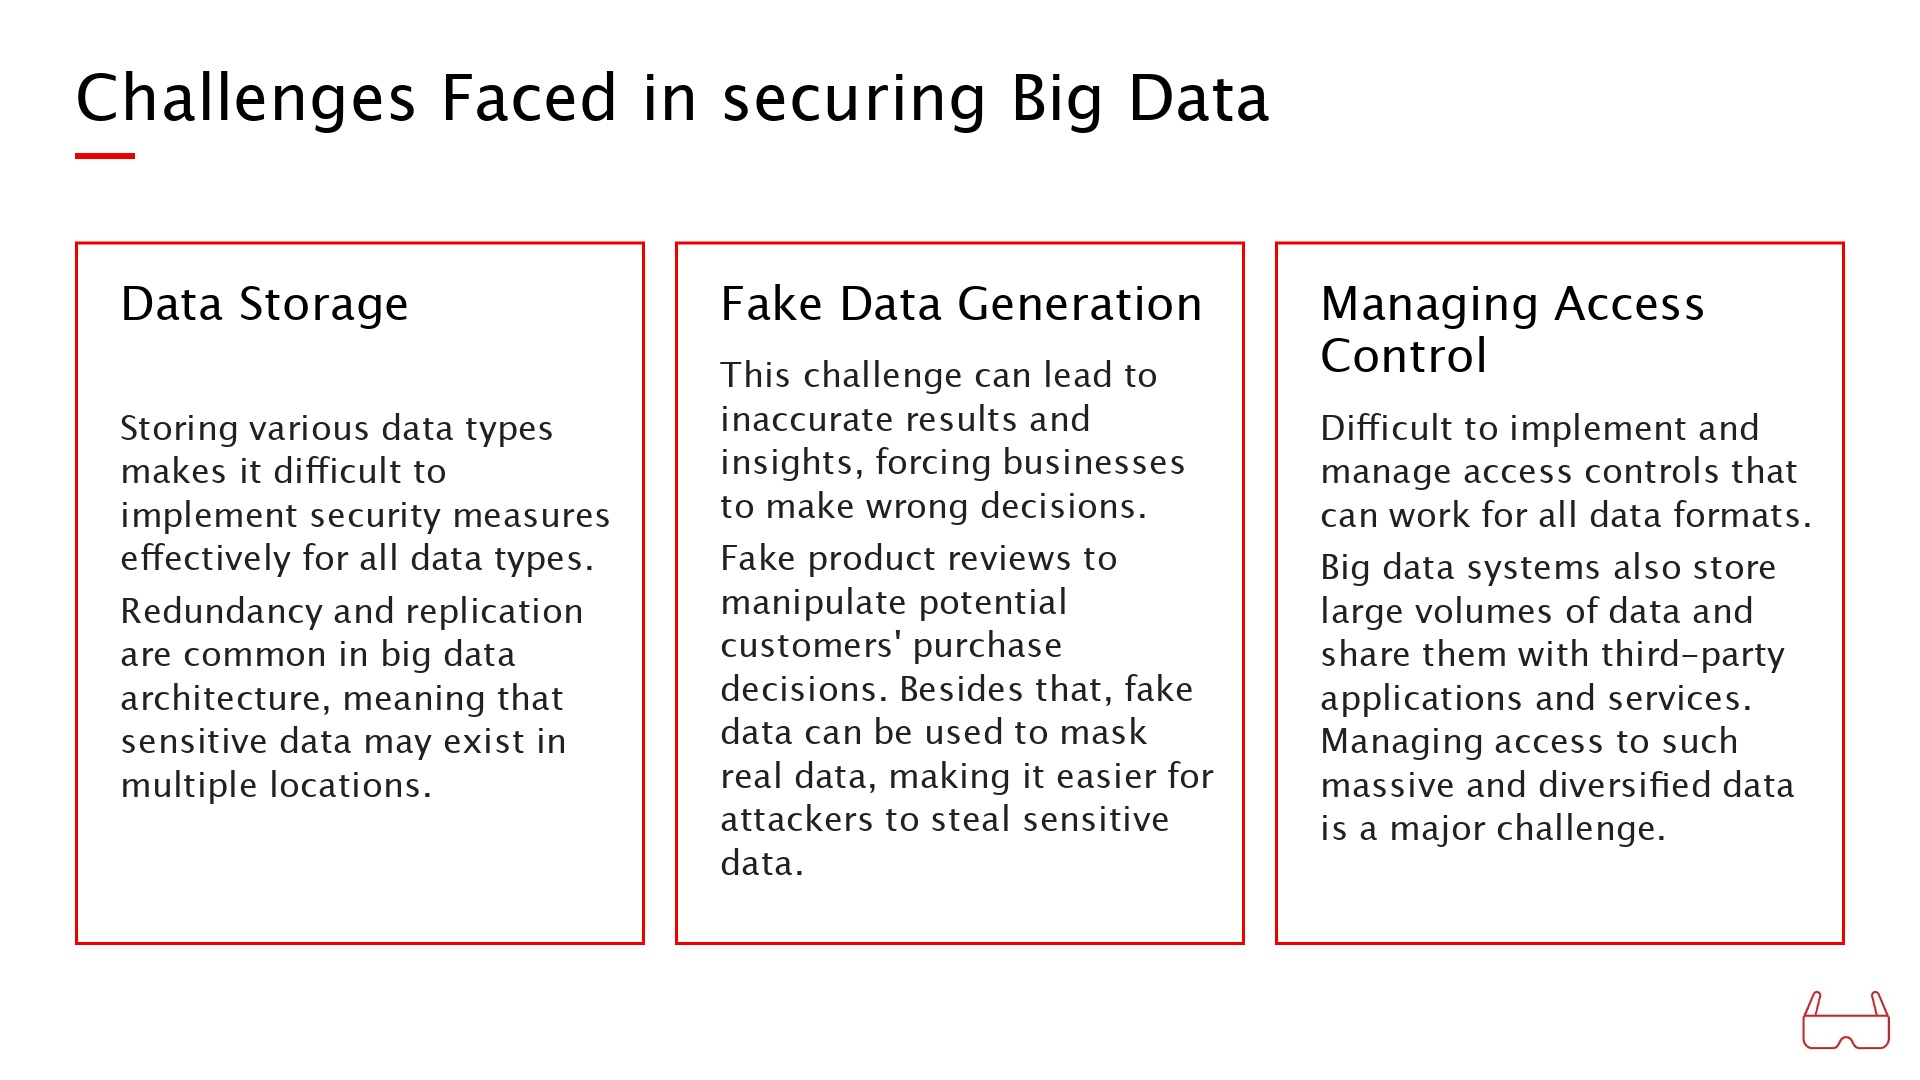 Challenges Faced in securing Big Data
Data Storage
Storing various data types
makes it difficult to
implement security measures
effectively for all data types.
Redundancy and replication
are common in big data
architecture, meaning that
sensitive data may exist in
multiple locations.
Fake Data Generation
This challenge can lead to
inaccurate results and
insights, forcing businesses
to make wrong decisions.
Fake product reviews to
manipulate potential
customers' purchase
decisions. Besides that, fake
data can be used to mask
real data, making it easier for
attackers to steal sensitive
data.
Managing Access
Control
Difficult to implement and
manage access controls that
can work for all data formats.
Big data systems also store
large volumes of data and
share them with third-party
applications and services.
Managing access to such
massive and diversified data
is a major challenge.